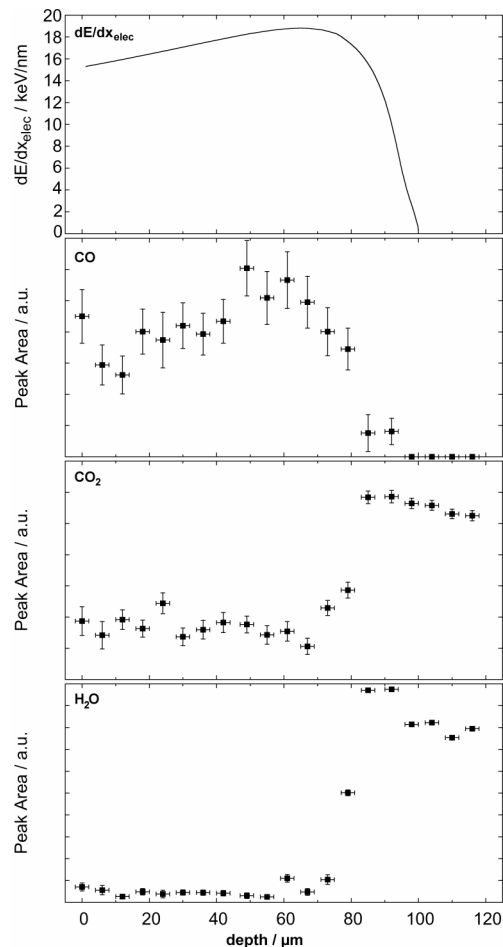 20
18
16
14
12
10
8
6
4
2
0
dE/dx_elec / keV/nm
dE/dx_elec
CO
Peak Area / a.u.
CO₂
Peak Area / a.u.
H₂O
Peak Area / a.u.
0 20 40 60 80 100 120
depth / µm